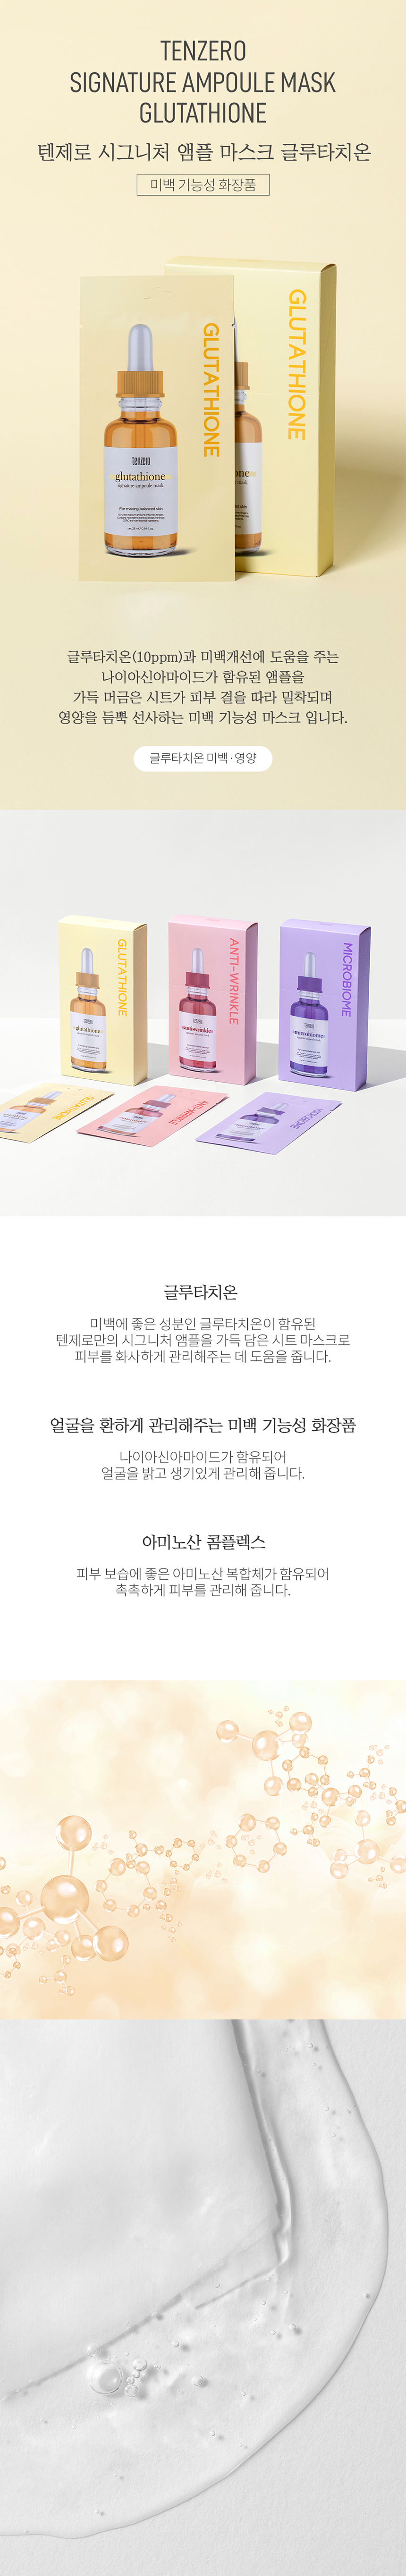 TENZERO
SIGNATURE AMPOULE MASK
GLUTATHIONE
텐제로 시그니처 앰플 마스크 글루타치온
미백 기능성 화장품
GLUTATHIONE
GLUTATHIONE
TENZERO
glutathione
signature ampoule mask
For making balanced skin
글루타치온(10ppm)과 미백개선에 도움을 주는
나이아신아마이드가 함유된 앰플을
가득 머금은 시트가 피부 결을 따라 밀착되며
영양을 듬뿍 선사하는 미백 기능성 마스크 입니다.
글루타치온 미백·영양
GLUTATHIONE
ANTI-WRINKLE
MICROBIOME
glutathione
anti-wrinkle
microbiome
GLUTATHIONE
ANTI-WRINKLE
MICROBIOME
글루타치온
미백에 좋은 성분인 글루타치온이 함유된
텐제로만의 시그니처 앰플을 가득 담은 시트 마스크로
피부를 화사하게 관리해주는 데 도움을 줍니다.
얼굴을 환하게 관리해주는 미백 기능성 화장품
나이아신아마이드가 함유되어
얼굴을 밝고 생기있게 관리해 줍니다.
아미노산 콤플렉스
피부 보습에 좋은 아미노산 복합체가 함유되어
촉촉하게 피부를 관리해 줍니다.